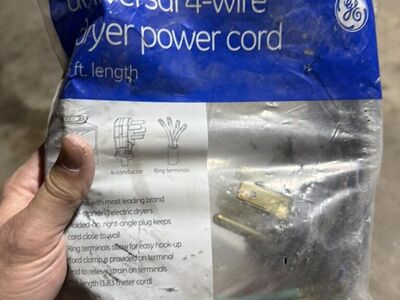 4-wire
dryer power cord
ft. length
4-conductor
Ring terminals
with most leading brand
electric dryers
right-angle plug keeps
cord close to wall
Ring terminals allow for easy hook-up
Cord clamp is provided on terminal
end to relieve strain on terminals
length (1.83 meter cord)
GE